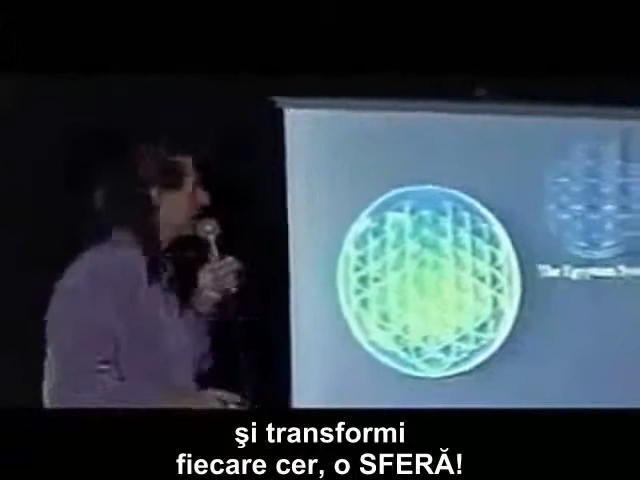 The Egyptian
şi transformi
fiecare cer, o SFERĂ!